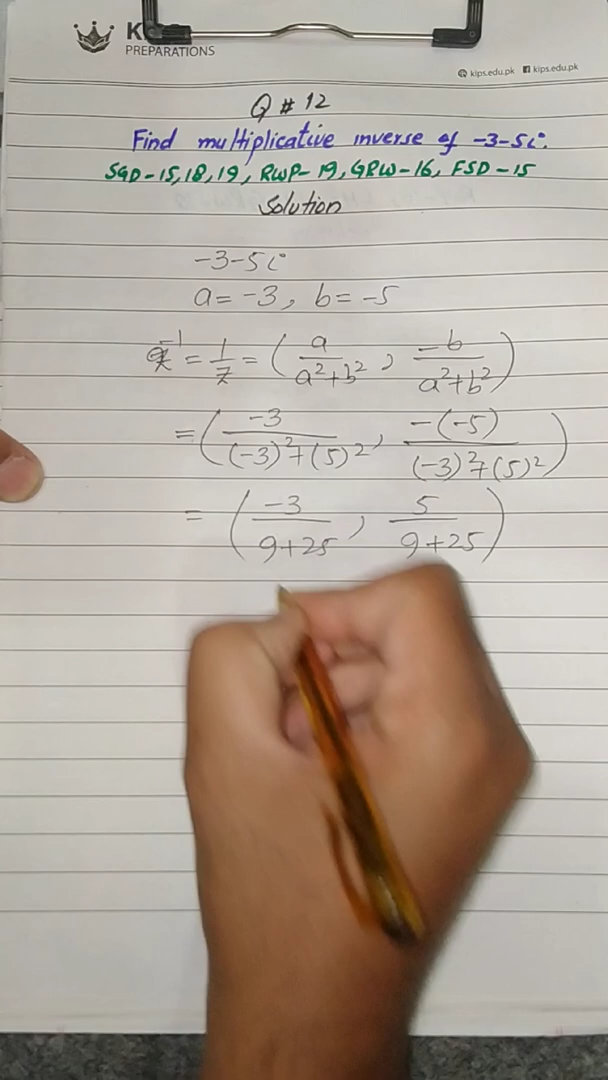 PREPARATIONS
kips.edu.pk kips.edu.pk
Q # 12
Find multiplicative inverse of -3-5i.
SGD-15,18,19, RWP-19, GRW-16, FSD-15
Solution
-3-5i
a=-3, b=-5
z⁻¹ = 1/z = (a/(a²+b²), -b/(a²+b²))
= (-3/((-3)²+(5)²), -(-5)/((-3)²+(5)²))
= (-3/(9+25), 5/(9+25))